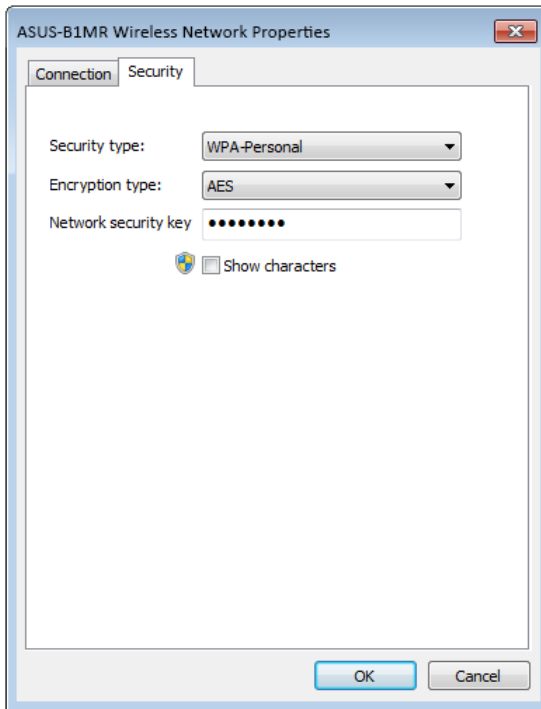 ASUS-B1MR Wireless Network Properties
Connection Security
Security type: WPA-Personal
Encryption type: AES
Network security key ••••••••
Show characters
OK Cancel